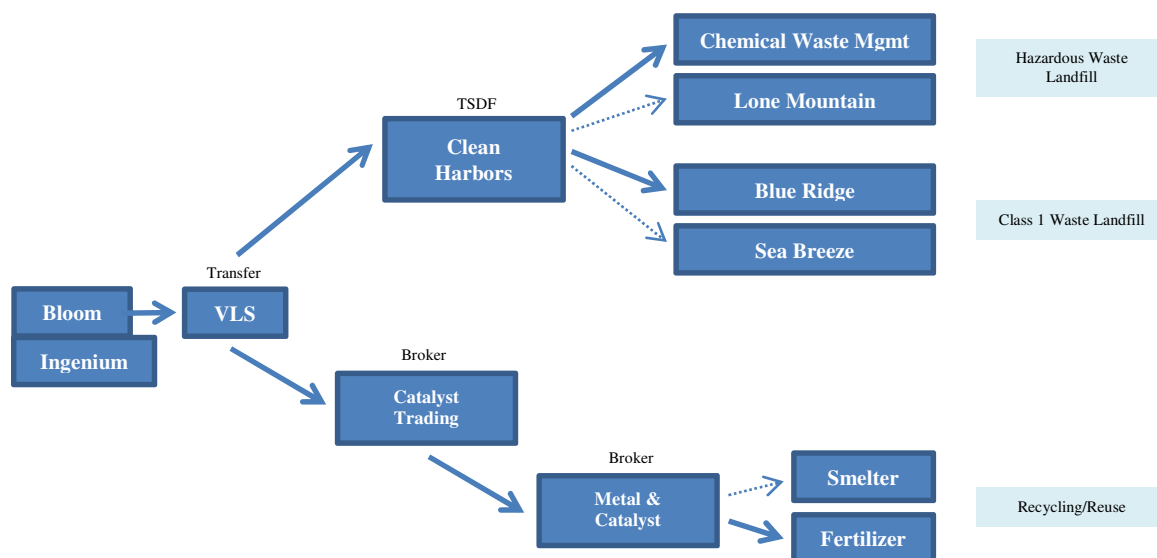 Chemical Waste Mgmt
Hazardous Waste
Landfill
Lone Mountain
TSDF
Clean
Harbors
Blue Ridge
Class 1 Waste Landfill
Sea Breeze
Transfer
Bloom
VLS
Ingenium
Broker
Catalyst
Trading
Broker
Smelter
Metal &
Catalyst
Recycling/Reuse
Fertilizer